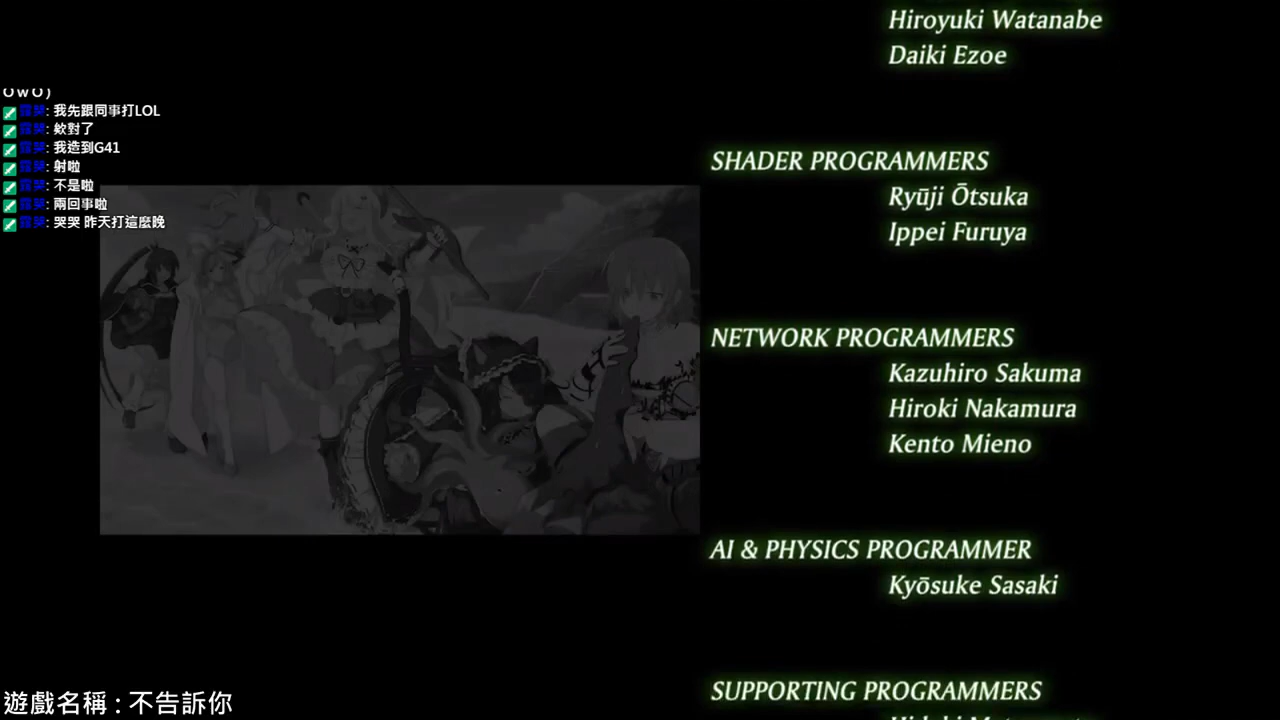 OwO)
: 我先跟同事打LOL
: 欸對了
: 我造到G41
: 射啦
: 不是啦
: 兩回事啦
: 哭哭 昨天打這麼晚
Hiroyuki Watanabe
Daiki Ezoe
SHADER PROGRAMMERS
Ryūji Ōtsuka
Ippei Furuya
NETWORK PROGRAMMERS
Kazuhiro Sakuma
Hiroki Nakamura
Kento Mieno
AI & PHYSICS PROGRAMMER
Kyōsuke Sasaki
SUPPORTING PROGRAMMERS
遊戲名稱 : 不告訴你